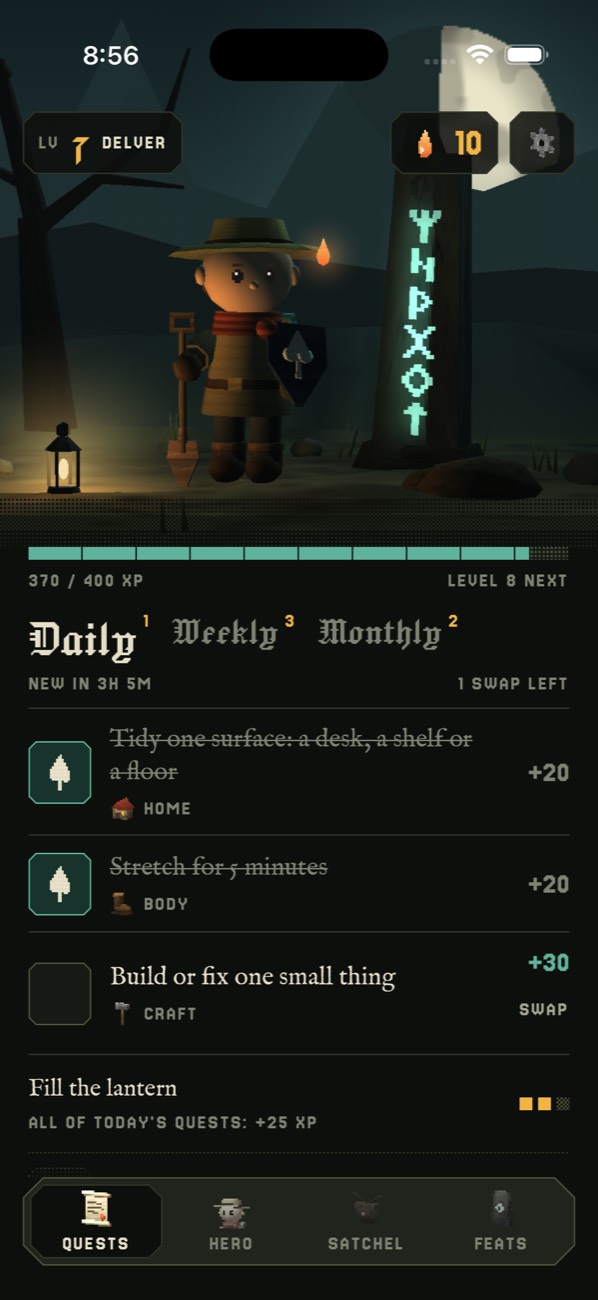 8:56
LV 7 DELVER
10
ᛉᚺᚹᚷᛟᛏ
370 / 400 XP
LEVEL 8 NEXT
Daily 1
Weekly 3
Monthly 2
NEW IN 3H 5M
1 SWAP LEFT
Tidy one surface: a desk, a shelf or
a floor
+20
HOME
Stretch for 5 minutes
+20
BODY
Build or fix one small thing
+30
CRAFT
SWAP
Fill the lantern
ALL OF TODAY'S QUESTS: +25 XP
QUESTS
HERO
SATCHEL
FEATS